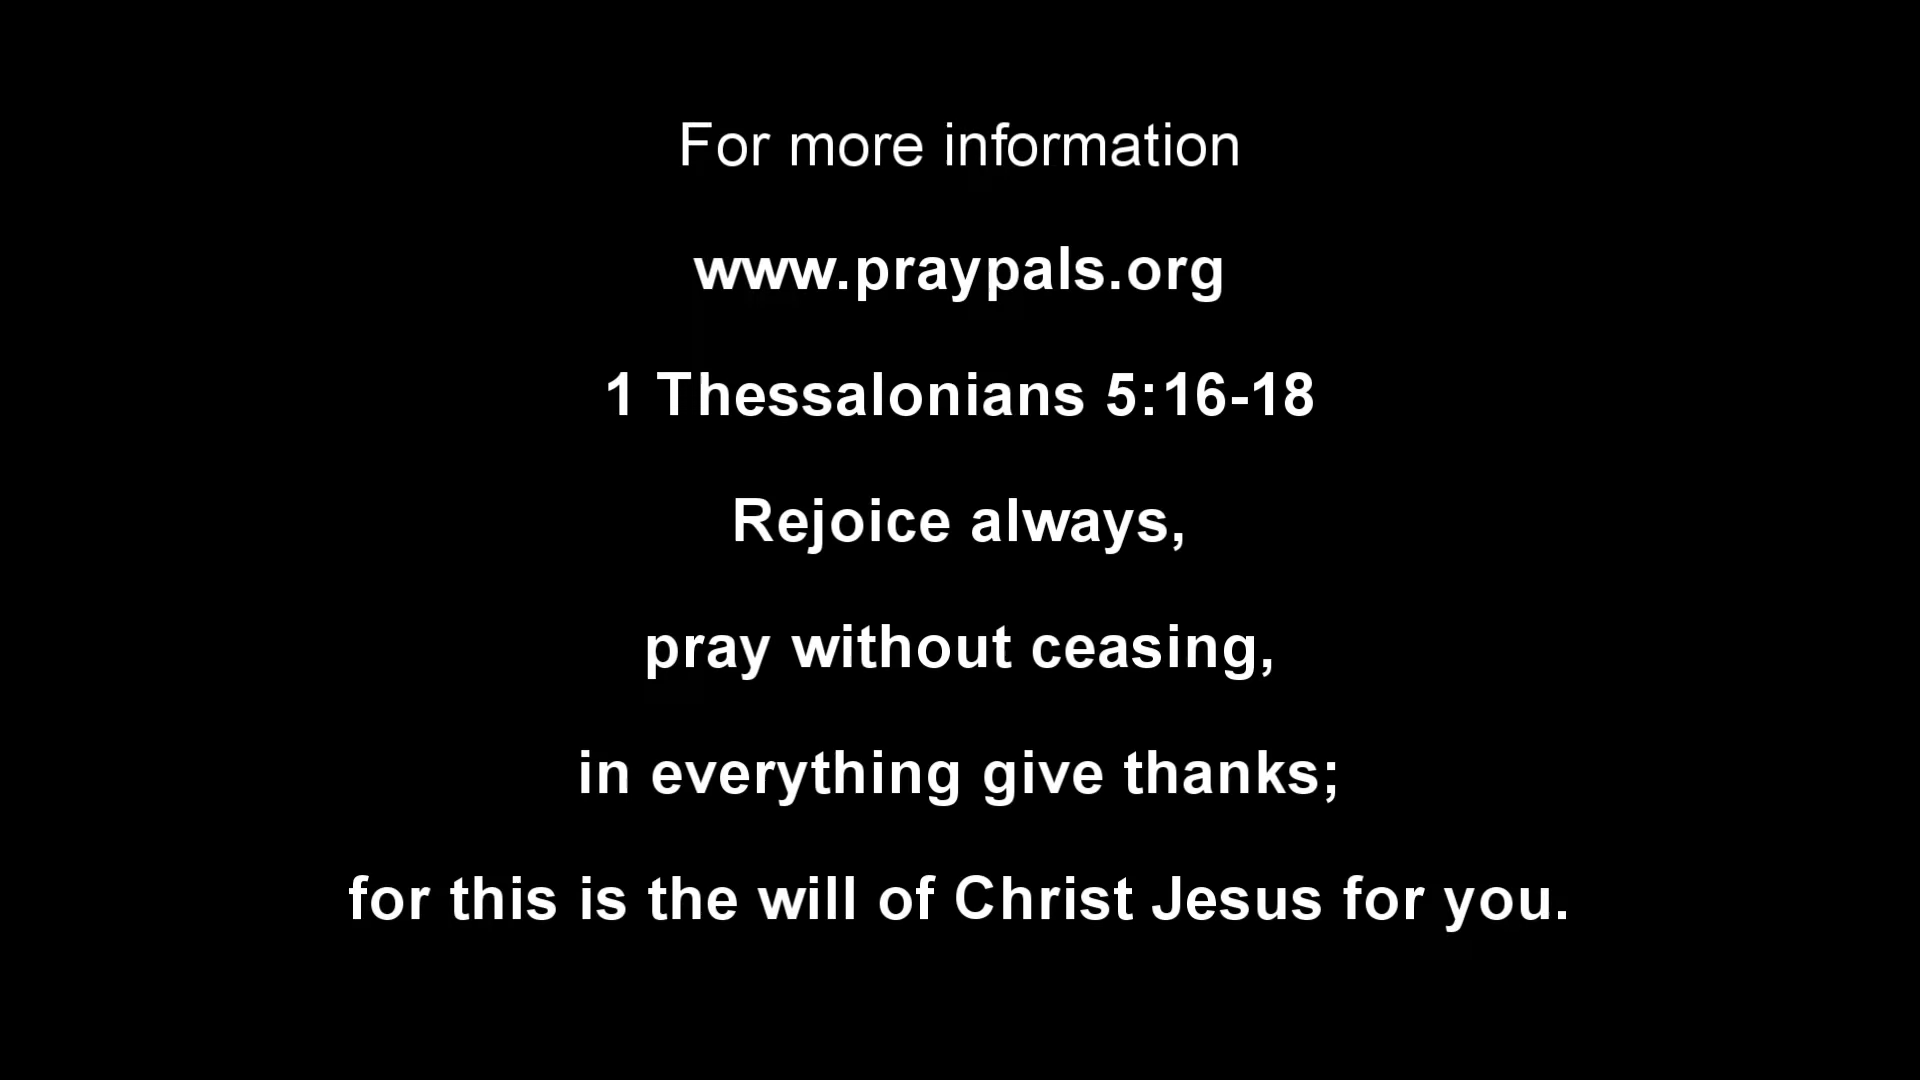 For more information
www.praypals.org
1 Thessalonians 5:16-18
Rejoice always,
pray without ceasing,
in everything give thanks;
for this is the will of Christ Jesus for you.